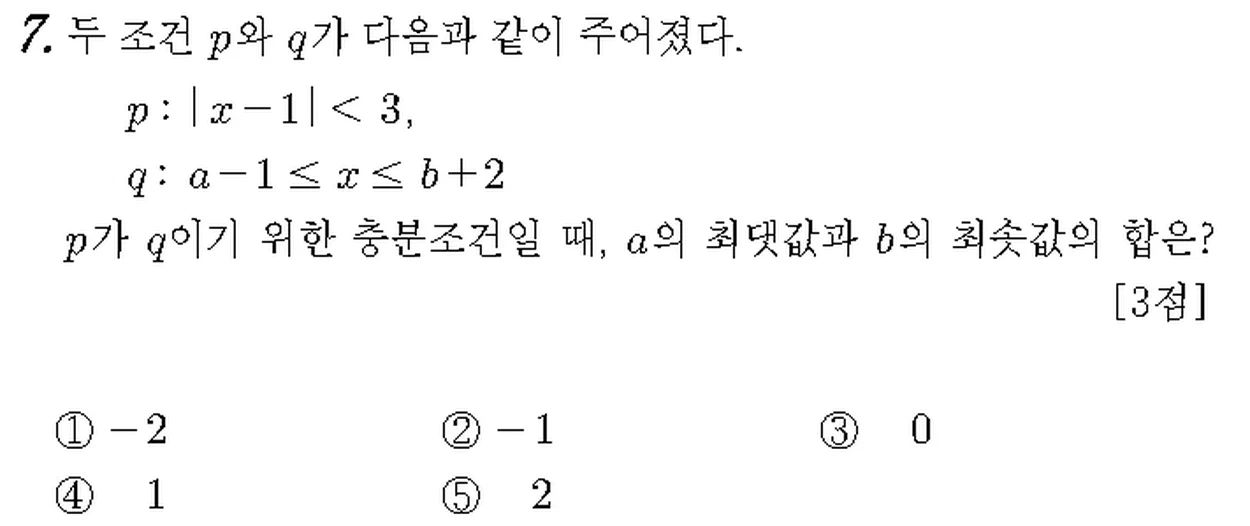 7. 두 조건 p와 q가 다음과 같이 주어졌다.
p : | x - 1 | < 3,
q : a - 1 ≤ x ≤ b + 2
p가 q이기 위한 충분조건일 때, a의 최댓값과 b의 최솟값의 합은?
[3점]
① -2 ② -1 ③ 0
④ 1 ⑤ 2